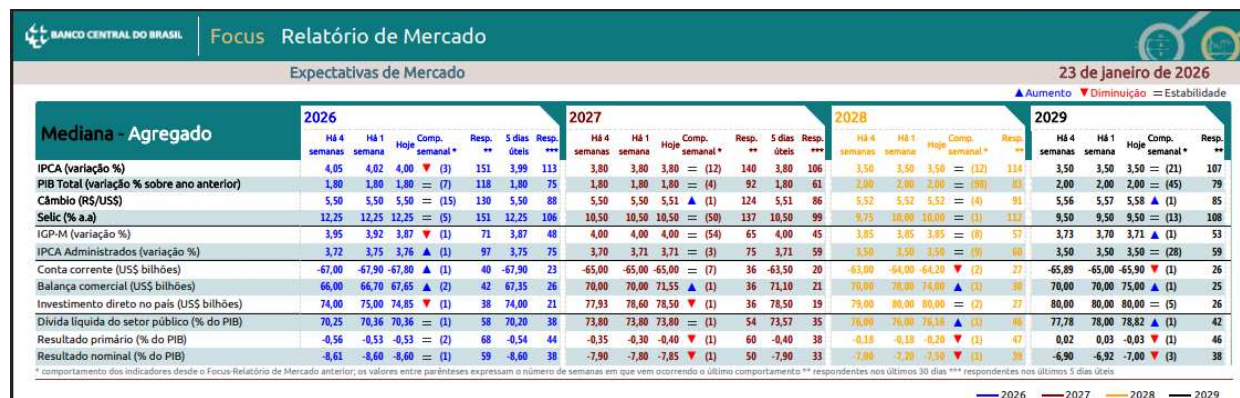 BANCO CENTRAL DO BRASIL Focus Relatório de Mercado
Expectativas de Mercado 23 de janeiro de 2026
▲Aumento ▼Diminuição =Estabilidade
Mediana - Agregado 2026 2027 2028 2029
Há 4 semanas Há 1 semana Hoje Comp. semanal * Resp. ** 5 dias úteis Resp. *** Há 4 semanas Há 1 semana Hoje Comp. semanal * Resp. ** 5 dias úteis Resp. *** Há 4 semanas Há 1 semana Hoje Comp. semanal * Resp. ** Há 4 semanas Há 1 semana Hoje Comp. semanal * Resp. **
IPCA (variação %) 4,05 4,02 4,00 ▼ (3) 151 3,99 113 3,80 3,80 3,80 = (12) 140 3,80 106 3,50 3,50 3,50 = (12) 114 3,50 3,50 3,50 = (21) 107
PIB Total (variação % sobre ano anterior) 1,80 1,80 1,80 = (7) 118 1,80 75 1,80 1,80 1,80 = (4) 92 1,80 61 2,00 2,00 2,00 = (98) 83 2,00 2,00 2,00 = (45) 79
Câmbio (R$/US$) 5,50 5,50 5,50 = (15) 130 5,50 88 5,50 5,50 5,51 ▲ (1) 124 5,51 86 5,52 5,52 5,52 = (4) 91 5,56 5,57 5,58 ▲ (1) 85
Selic (% a.a) 12,25 12,25 12,25 = (5) 151 12,25 106 10,50 10,50 10,50 = (50) 137 10,50 99 9,75 10,00 10,00 = (1) 112 9,50 9,50 9,50 = (13) 108
IGP-M (variação %) 3,95 3,92 3,87 ▼ (1) 71 3,87 48 4,00 4,00 4,00 = (54) 65 4,00 45 3,85 3,85 3,85 = (8) 57 3,73 3,70 3,71 ▲ (1) 53
IPCA Administrados (variação %) 3,72 3,75 3,76 ▲ (1) 97 3,75 75 3,70 3,71 3,71 = (3) 75 3,71 59 3,50 3,50 3,50 = (9) 60 3,50 3,50 3,50 = (28) 59
Conta corrente (US$ bilhões) -67,00 -67,90 -67,80 ▲ (1) 40 -67,90 23 -65,00 -65,00 -65,00 = (7) 36 -63,50 20 -63,00 -64,00 -64,20 ▼ (2) 27 -65,89 -65,00 -65,90 ▼ (1) 26
Balança comercial (US$ bilhões) 66,00 66,70 67,65 ▲ (2) 42 67,35 26 70,00 70,00 71,55 ▲ (1) 36 71,10 21 70,00 70,00 74,00 ▲ (1) 30 70,00 70,00 75,00 ▲ (1) 25
Investimento direto no país (US$ bilhões) 74,00 75,00 74,85 ▼ (1) 38 74,00 21 77,93 78,60 78,50 ▼ (1) 36 78,50 19 79,00 80,00 80,00 = (2) 27 80,00 80,00 80,00 = (5) 26
Dívida líquida do setor público (% do PIB) 70,25 70,36 70,36 = (1) 58 70,20 38 73,80 73,80 73,80 = (1) 54 73,57 35 76,00 76,00 76,16 ▲ (1) 46 77,78 78,00 78,82 ▲ (1) 42
Resultado primário (% do PIB) -0,56 -0,53 -0,53 = (2) 68 -0,54 44 -0,35 -0,30 -0,40 ▼ (1) 60 -0,40 38 -0,18 -0,18 -0,20 ▼ (1) 47 0,02 0,03 -0,03 ▼ (1) 46
Resultado nominal (% do PIB) -8,61 -8,60 -8,60 = (1) 59 -8,60 38 -7,90 -7,80 -7,85 ▼ (1) 50 -7,90 33 -7,00 -7,20 -7,50 ▼ (1) 39 -6,90 -6,92 -7,00 ▼ (3) 38
* comportamento dos indicadores desde o Focus-Relatório de Mercado anterior; os valores entre parênteses expressam o número de semanas em que vem ocorrendo o último comportamento ** respondentes nos últimos 30 dias *** respondentes nos últimos 5 dias úteis
2026 2027 2028 2029